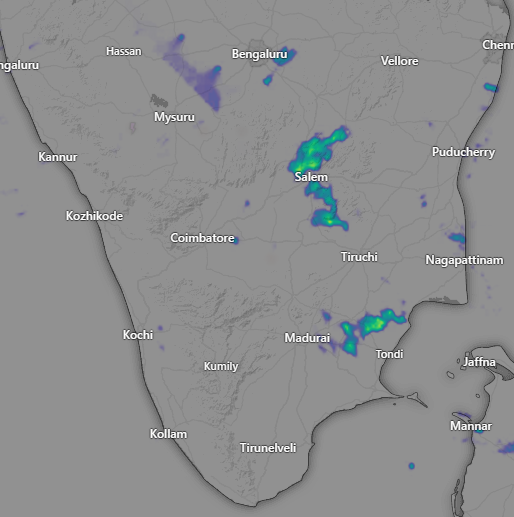 Hassan
Bengaluru
Chenn
ngaluru
Vellore
Mysuru
Kannur
Puducherry
Salem
Kozhikode
Coimbatore
Tiruchi
Nagapattinam
Kochi
Madurai
Tondi
Kumily
Jaffna
Mannar
Kollam
Tirunelveli